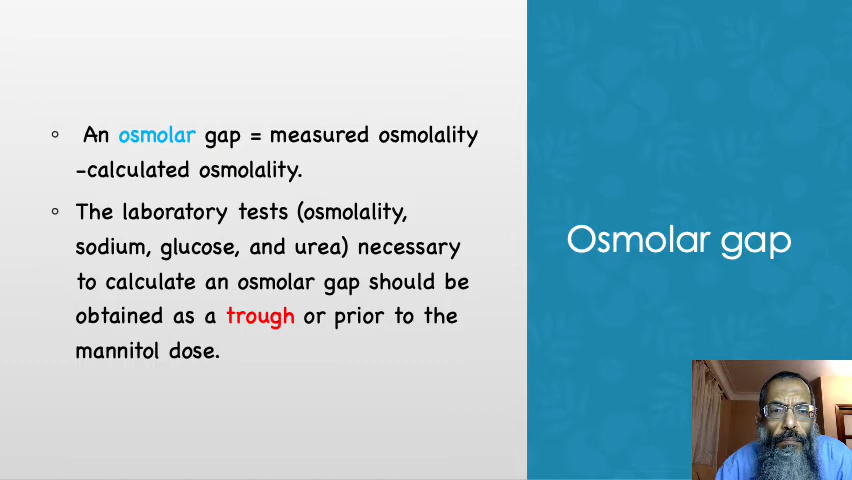 An osmolar gap = measured osmolality
-calculated osmolality.
The laboratory tests (osmolality,
sodium, glucose, and urea) necessary
to calculate an osmolar gap should be
obtained as a trough or prior to the
mannitol dose.
Osmolar gap